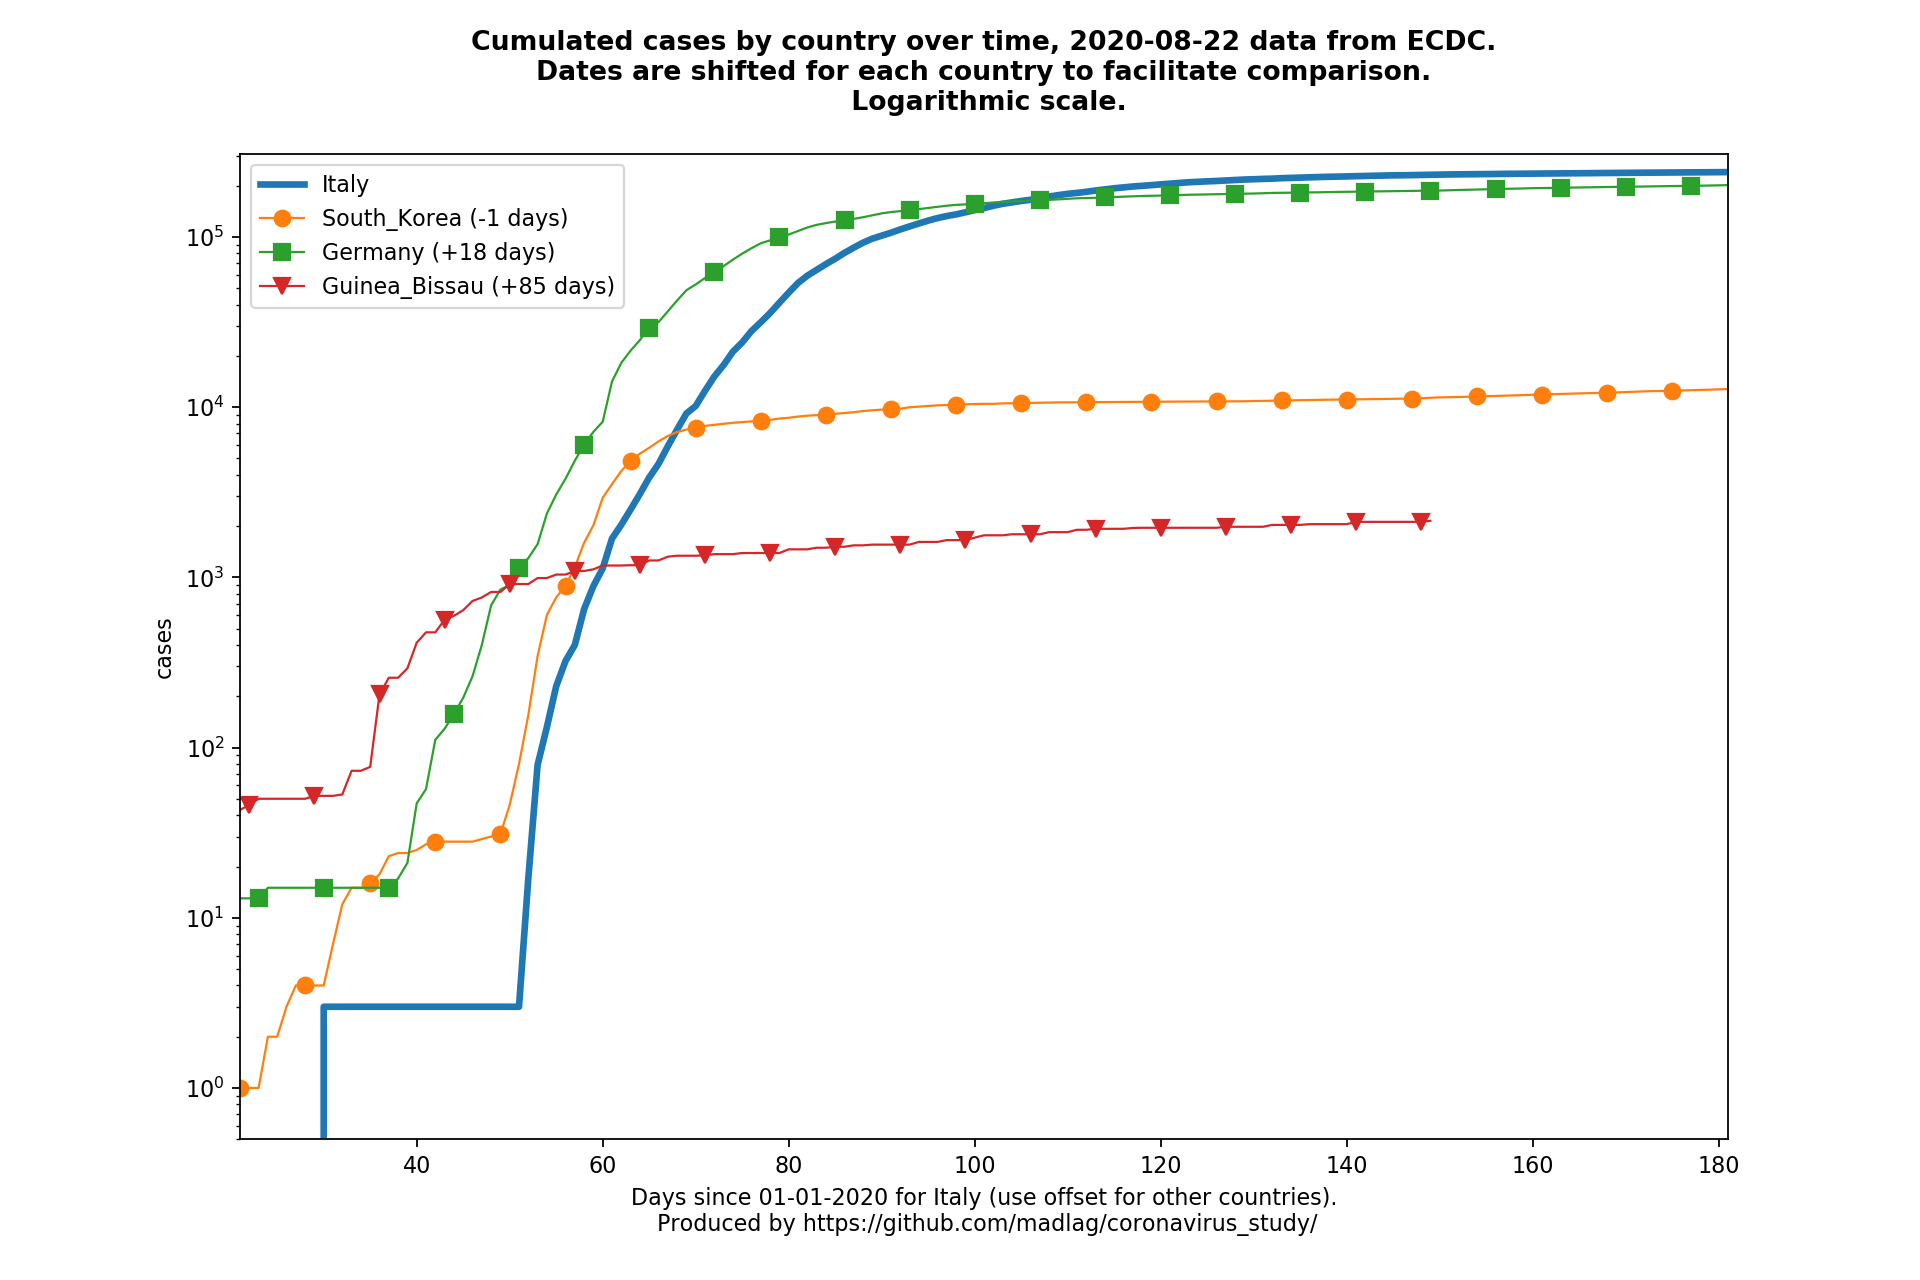 Cumulated cases by country over time, 2020-08-22 data from ECDC.
Dates are shifted for each country to facilitate comparison.
Logarithmic scale.
Italy
South_Korea (-1 days)
Germany (+18 days)
Guinea_Bissau (+85 days)
10^5
10^4
10^3
10^2
10^1
10^0
cases
40 60 80 100 120 140 160 180
Days since 01-01-2020 for Italy (use offset for other countries).
Produced by https://github.com/madlag/coronavirus_study/